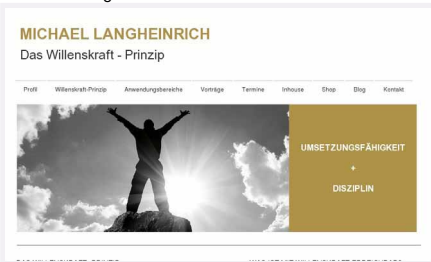 MICHAEL LANGHEINRICH
Das Willenskraft - Prinzip
Profil Willenskraft-Prinzip Anwendungsbereiche Vorträge Termine Inhouse Shop Blog Kontakt
UMSETZUNGSFÄHIGKEIT
+
DISZIPLIN